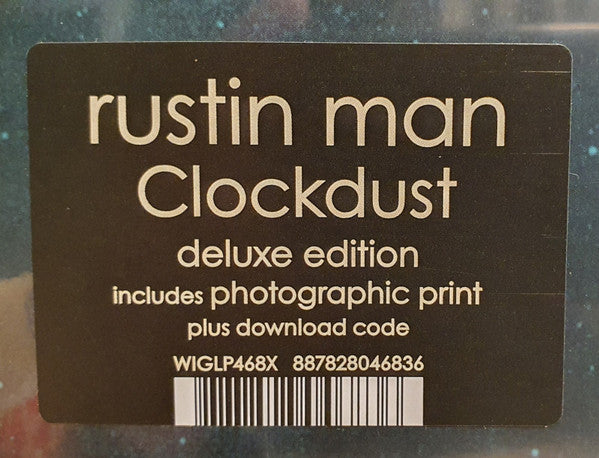 rustin man
Clockdust
deluxe edition
includes photographic print
plus download code
WIGLP468X 887828046836